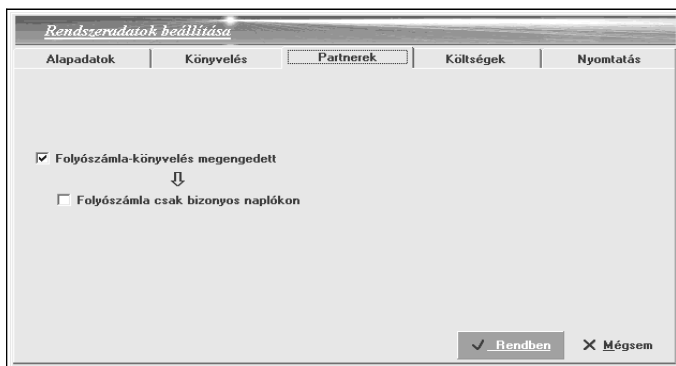 Rendszeradatok beállítása
Alapadatok Könyvelés Partnerek Költségek Nyomtatás
Folyószámla-könyvelés megengedett
Folyószámla csak bizonyos naplókon
Rendben Mégsem